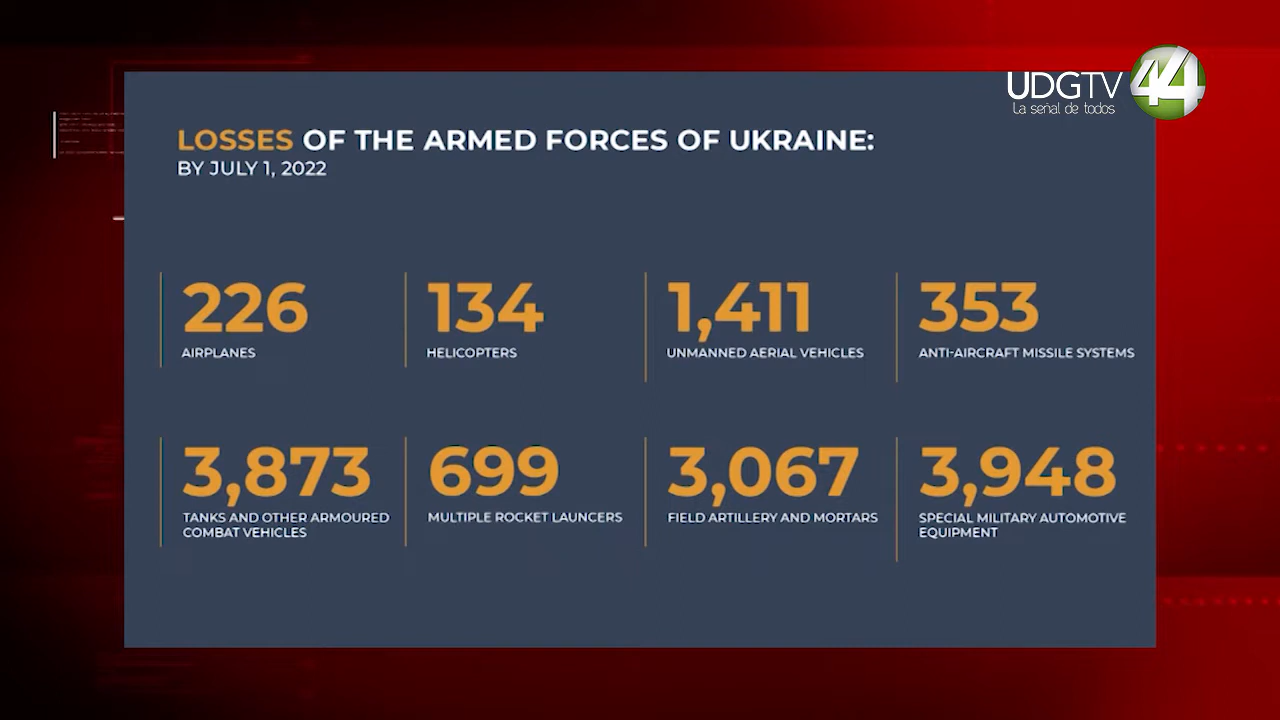 UDGTV 44
La señal de todos
LOSSES OF THE ARMED FORCES OF UKRAINE:
BY JULY 1, 2022
226
AIRPLANES
134
HELICOPTERS
1,411
UNMANNED AERIAL VEHICLES
353
ANTI-AIRCRAFT MISSILE SYSTEMS
3,873
TANKS AND OTHER ARMOURED
COMBAT VEHICLES
699
MULTIPLE ROCKET LAUNCERS
3,067
FIELD ARTILLERY AND MORTARS
3,948
SPECIAL MILITARY AUTOMOTIVE
EQUIPMENT